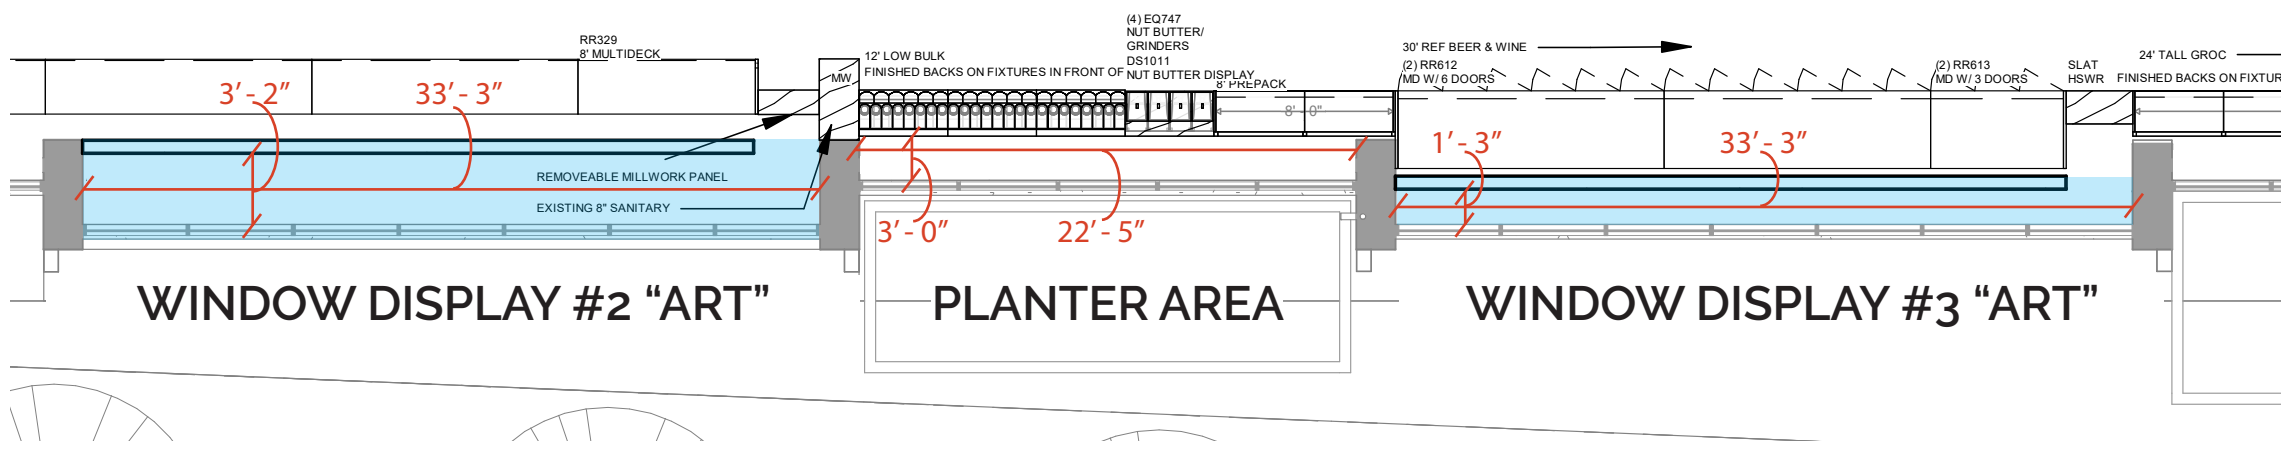 RR329
8' MULTIDECK
3' - 2"
33' - 3"
MW
12' LOW BULK
FINISHED BACKS ON FIXTURES IN FRONT OF
(4) EQ747
NUT BUTTER/
GRINDERS
DS1011
NUT BUTTER DISPLAY
8' PREPACK
8' - 0"
30' REF BEER & WINE
(2) RR612
MD W/ 6 DOORS
(2) RR613
MD W/ 3 DOORS
SLAT
HSWR
24' TALL GROC
FINISHED BACKS ON FIXTUR
1' - 3"
33' - 3"
REMOVEABLE MILLWORK PANEL
EXISTING 8" SANITARY
3' - 0"
22' - 5"
WINDOW DISPLAY #2 “ART”
PLANTER AREA
WINDOW DISPLAY #3 “ART”